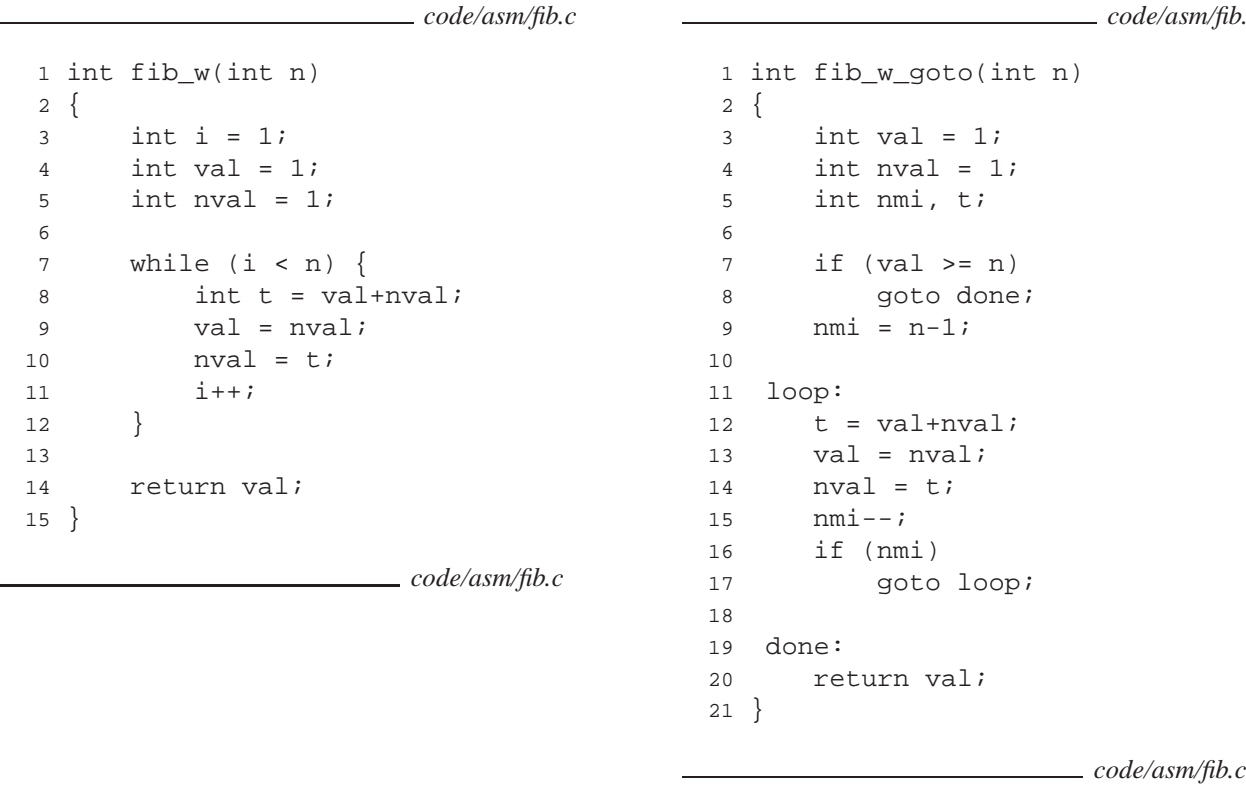 code/asm/fib.c
1 int fib_w(int n)
2 {
3     int i = 1;
4     int val = 1;
5     int nval = 1;
6
7     while (i < n) {
8         int t = val+nval;
9         val = nval;
10         nval = t;
11         i++;
12     }
13
14     return val;
15 }
code/asm/fib.c
code/asm/fib.
1 int fib_w_goto(int n)
2 {
3     int val = 1;
4     int nval = 1;
5     int nmi, t;
6
7     if (val >= n)
8         goto done;
9     nmi = n-1;
10
11  loop:
12     t = val+nval;
13     val = nval;
14     nval = t;
15     nmi--;
16     if (nmi)
17         goto loop;
18
19  done:
20     return val;
21 }
code/asm/fib.c